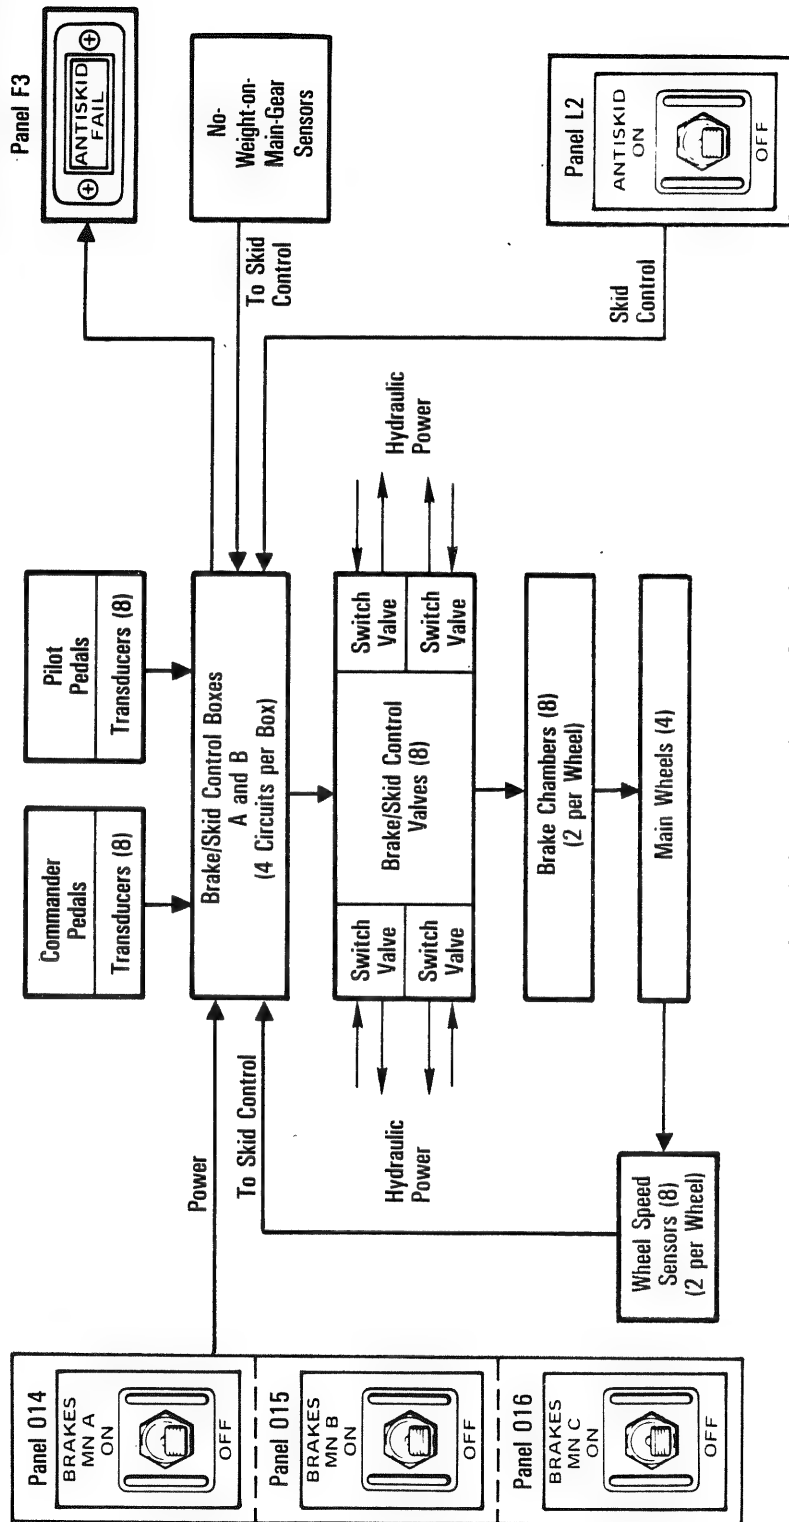 Panel O14
BRAKES
MN A
ON
OFF
Panel O15
BRAKES
MN B
ON
OFF
Panel O16
BRAKES
MN C
ON
OFF
Power
To Skid Control
Commander
Pedals
Transducers (8)
Pilot
Pedals
Transducers (8)
Brake/Skid Control Boxes
A and B
(4 Circuits per Box)
Panel F3
ANTISKID
FAIL
No-
Weight-on-
Main-Gear
Sensors
To Skid
Control
Panel L2
ANTISKID
ON
OFF
Skid
Control
Hydraulic
Power
Switch
Valve
Switch
Valve
Brake/Skid Control
Valves (8)
Switch
Valve
Switch
Valve
Hydraulic
Power
Brake Chambers (8)
(2 per Wheel)
Main Wheels (4)
Wheel Speed
Sensors (8)
(2 per Wheel)